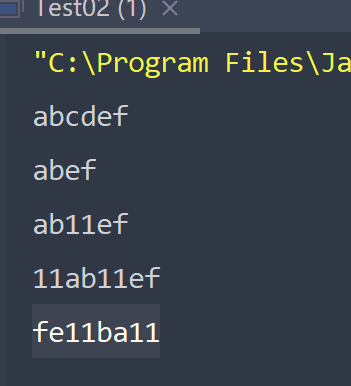 Test02 (1) ×
"C:\Program Files\Ja
abcdef
abef
ab11ef
11ab11ef
fe11ba11